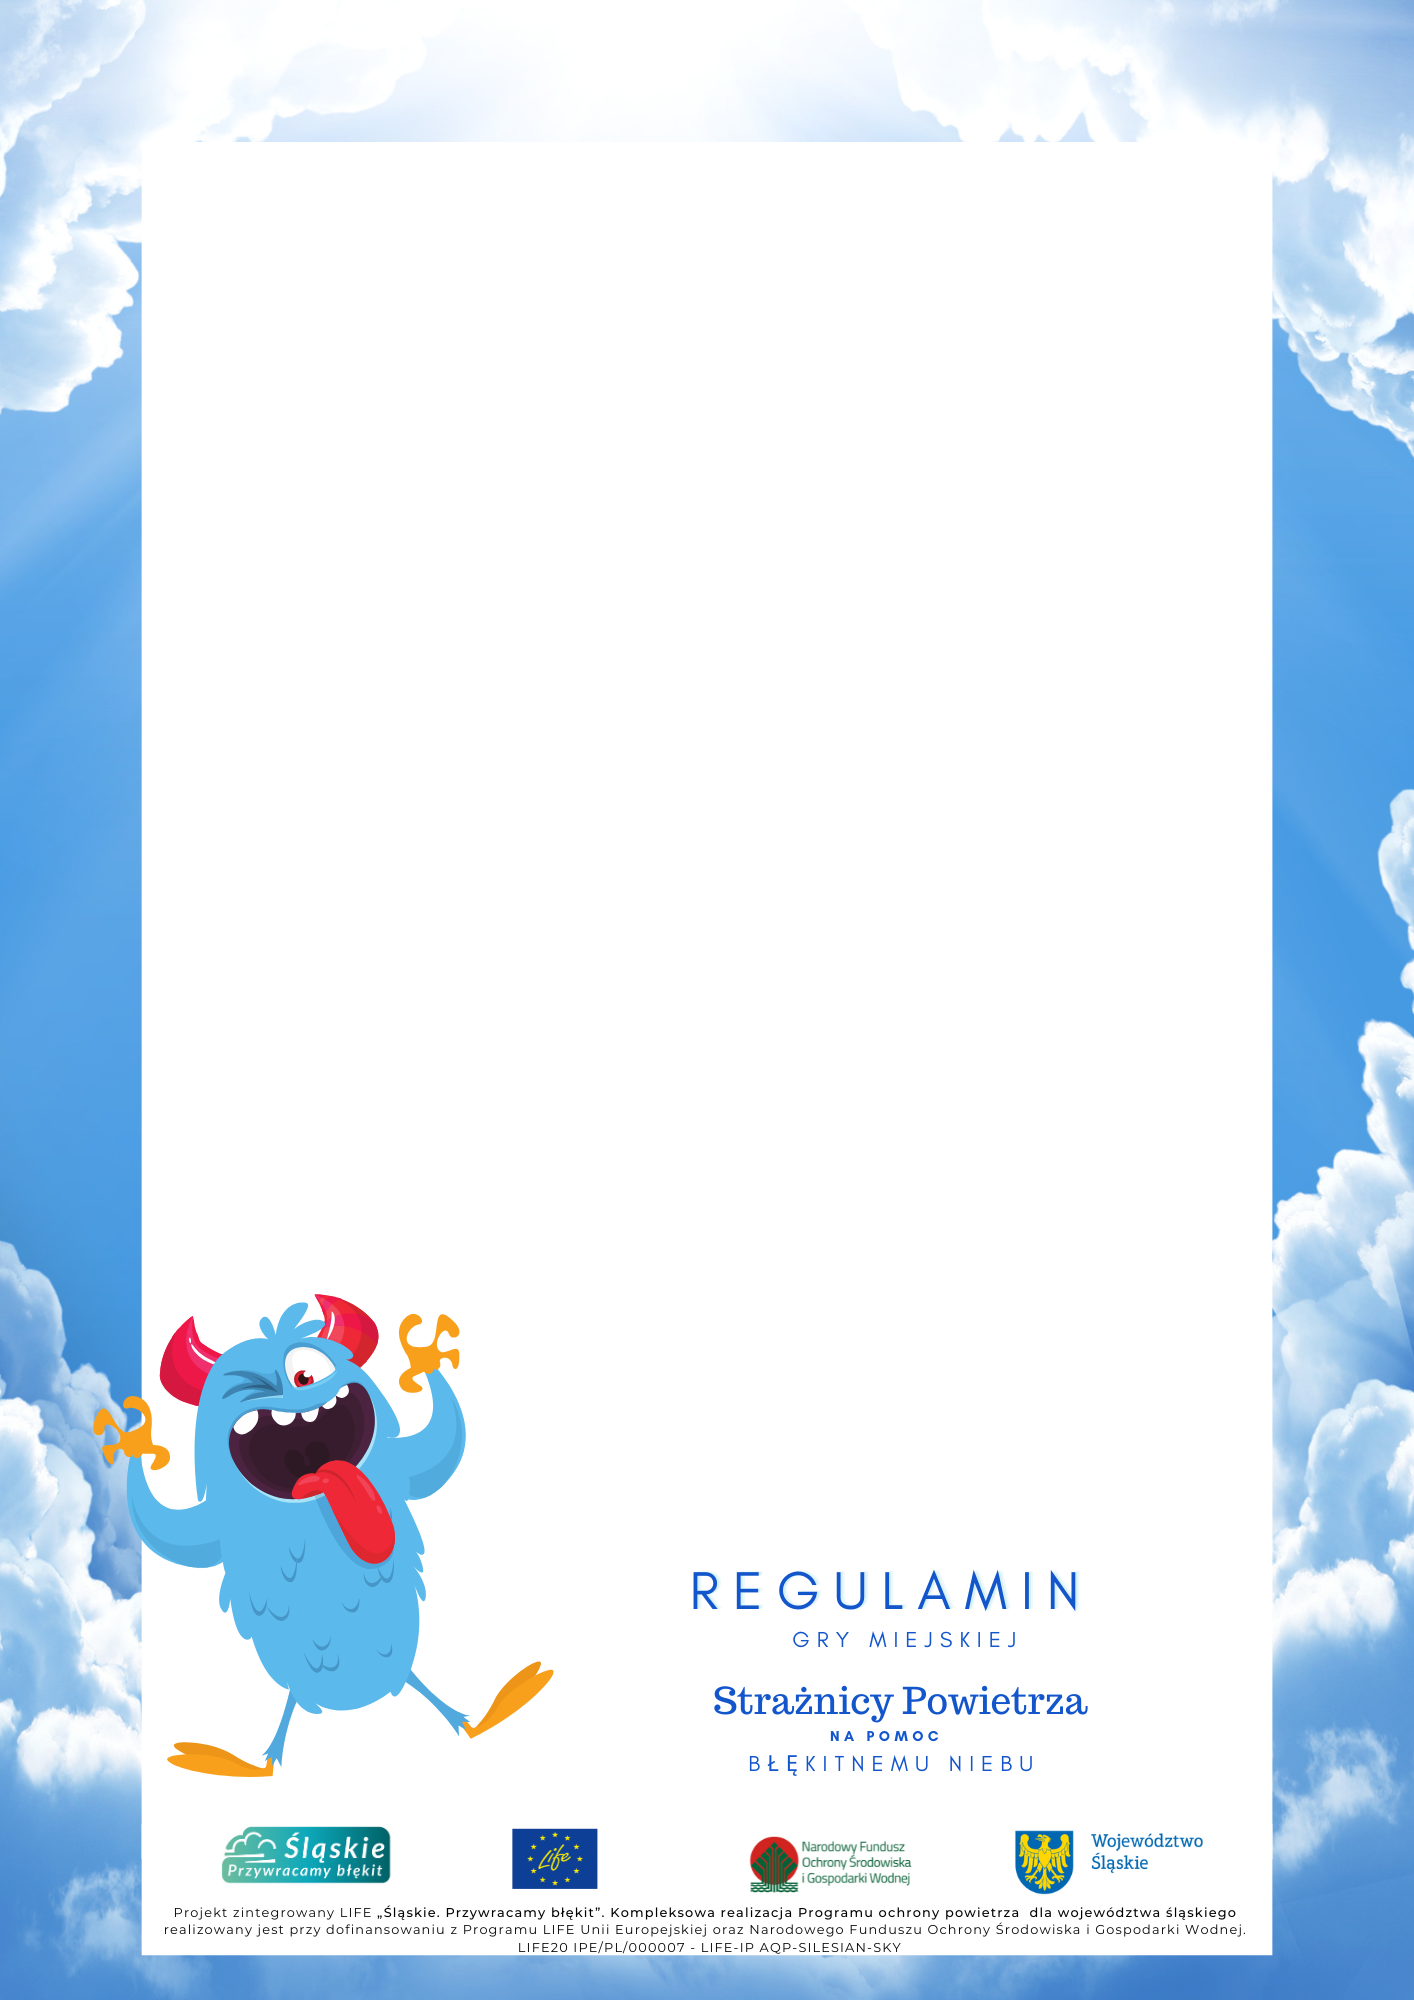 REGULAMIN
GRY MIEJSKIEJ
Strażnicy Powietrza
NA POMOC
BŁĘKITNEMU NIEBU
Śląskie
Przywracamy błękit
Life
Narodowy Fundusz
Ochrony Środowiska
i Gospodarki Wodnej
Województwo
Śląskie
Projekt zintegrowany LIFE „Śląskie. Przywracamy błękit”. Kompleksowa realizacja Programu ochrony powietrza dla województwa śląskiego
realizowany jest przy dofinansowaniu z Programu LIFE Unii Europejskiej oraz Narodowego Funduszu Ochrony Środowiska i Gospodarki Wodnej.
LIFE20 IPE/PL/000007 - LIFE-IP AQP-SILESIAN-SKY